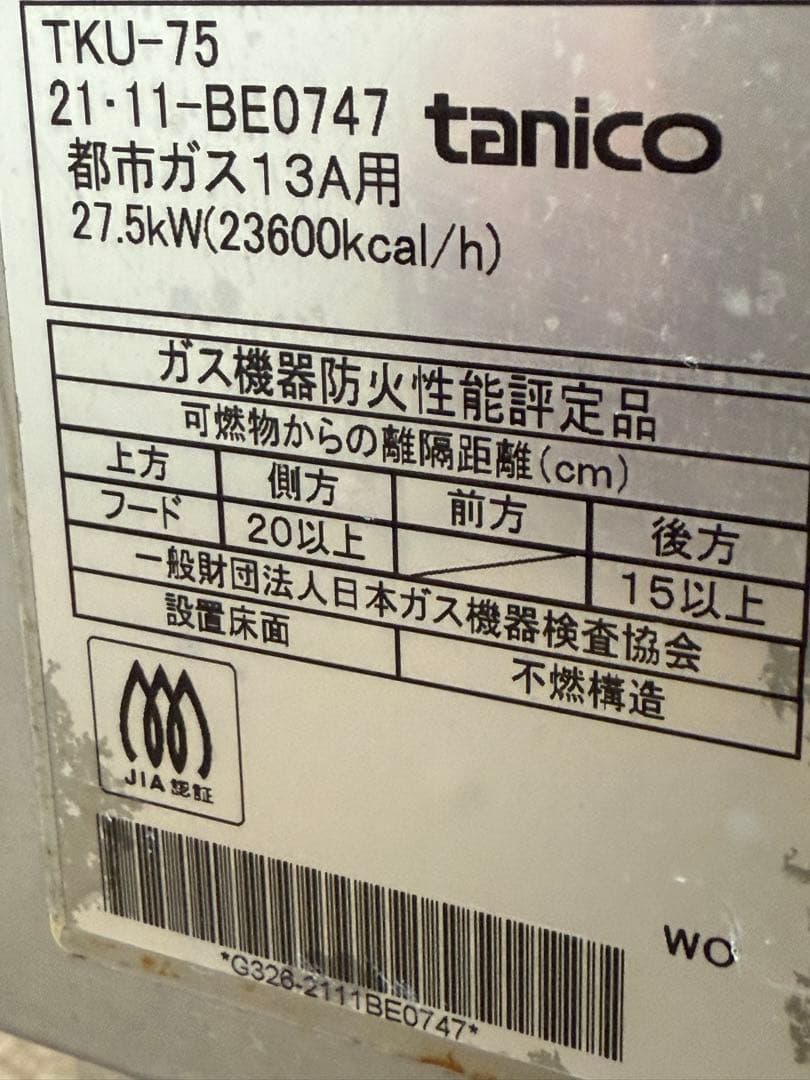 TKU-75
21・11-BE0747
tanico
都市ガス13A用
27.5kW(23600kcal/h)
ガス機器防火性能評定品
可燃物からの離隔距離(cm)
上方 側方 前方 後方
フード 20以上 15以上
一般財団法人日本ガス機器検査協会
設置床面 不燃構造
JIA 認証
*G326-2111BE0747*
WO